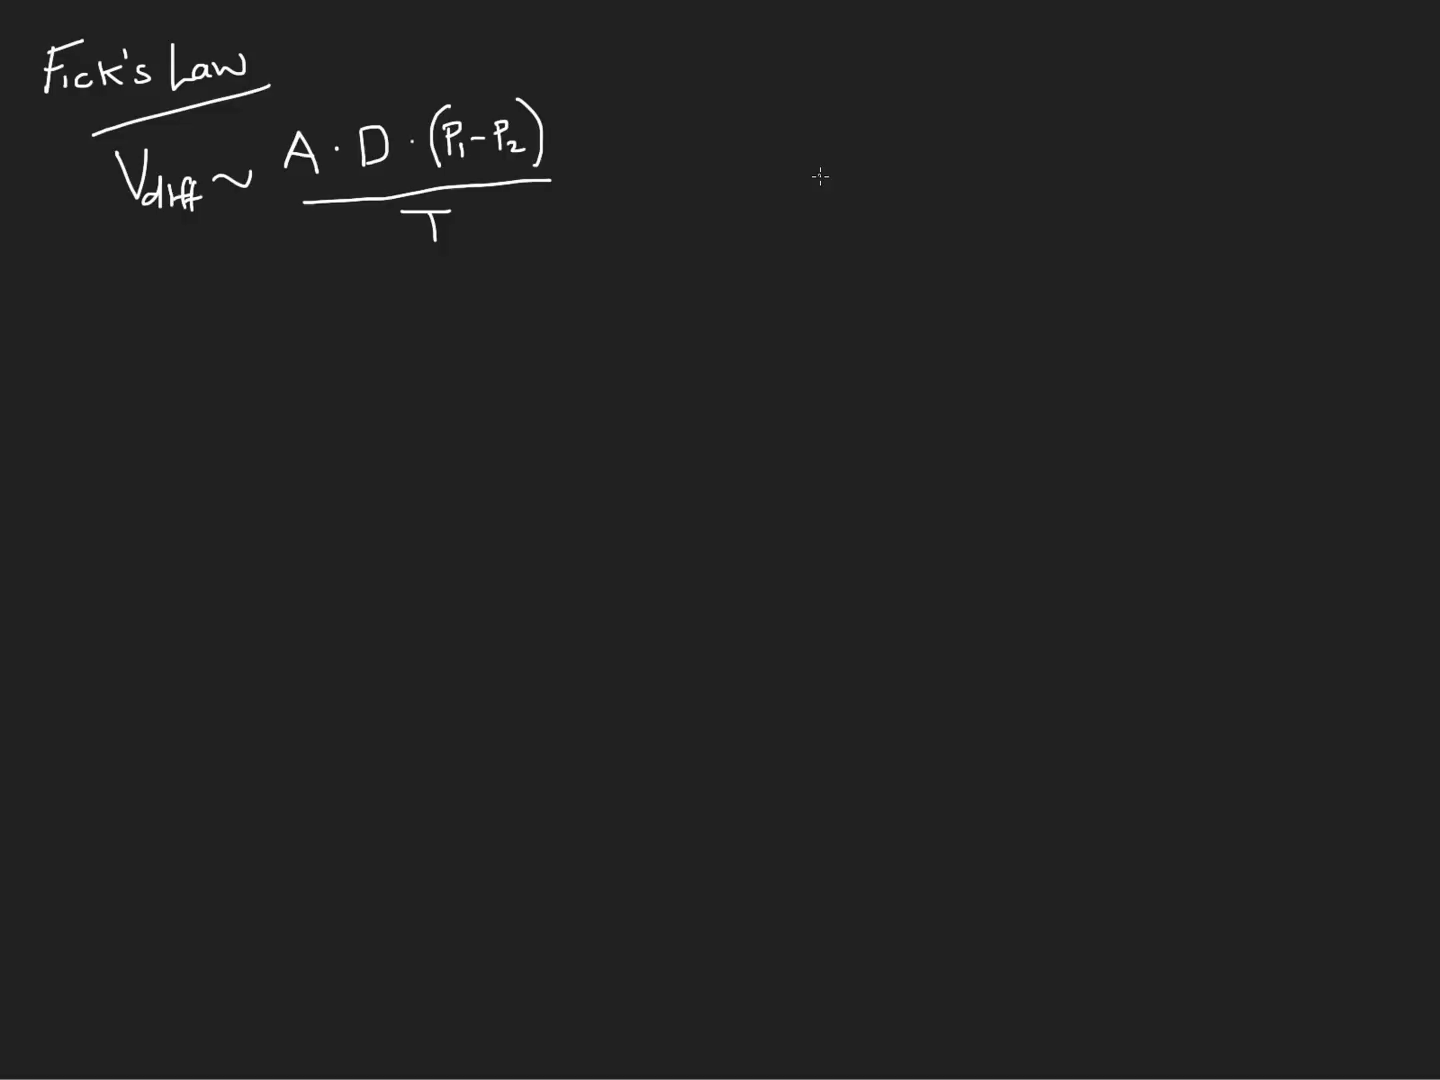 Fick's Law
Vdiff ~ A · D · (P₁ - P₂)
T